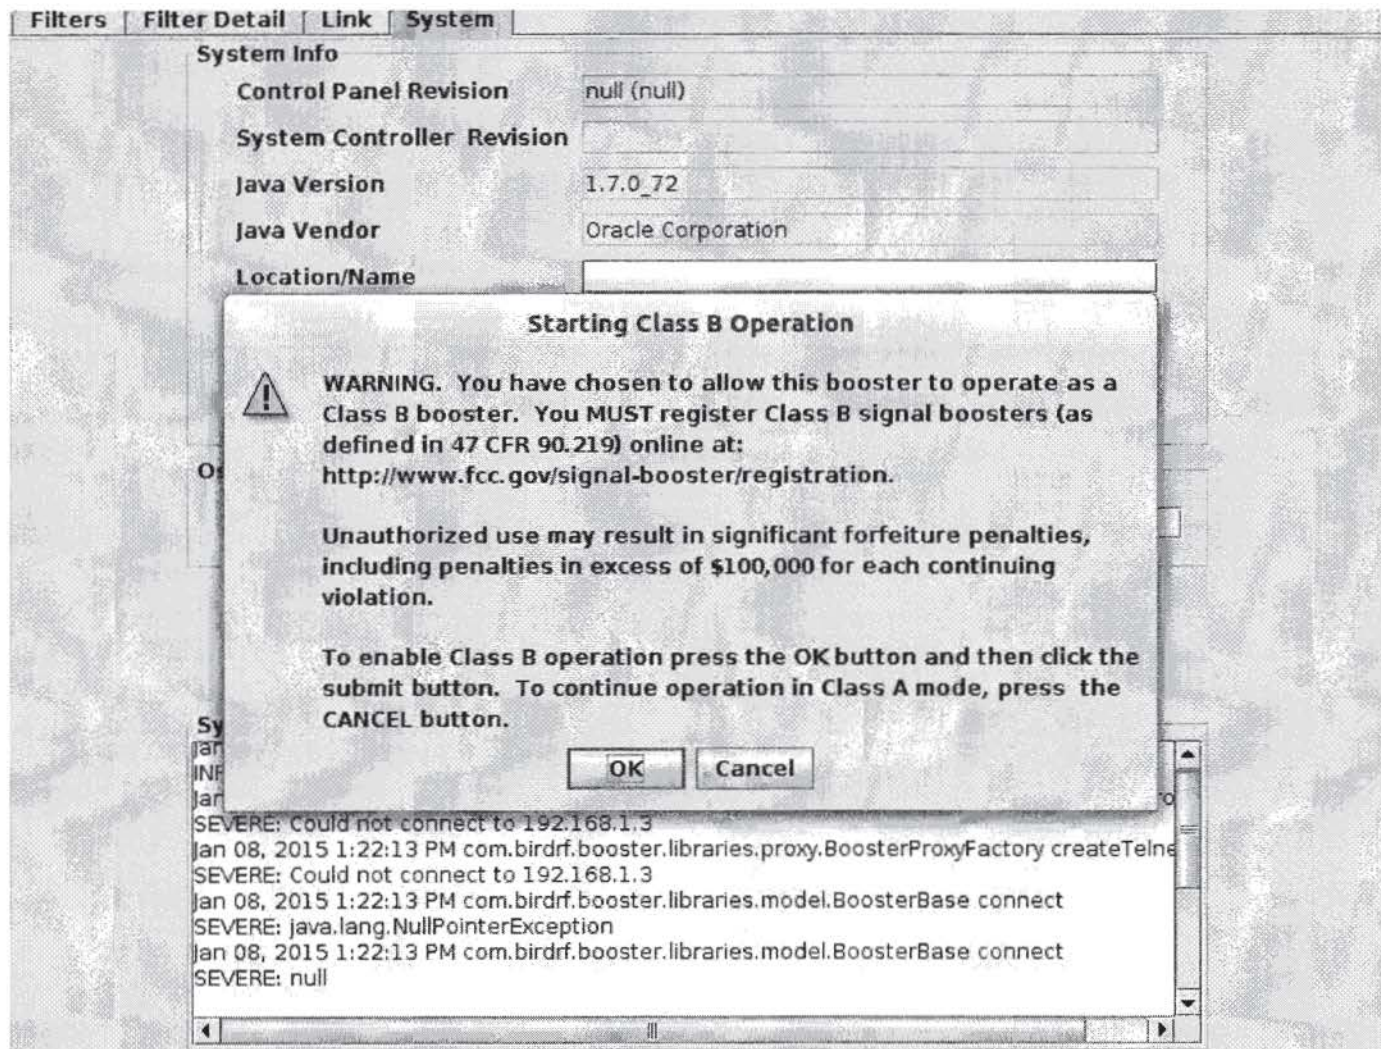 Filters
Filter Detail
Link
System
System Info
Control Panel Revision
null (null)
System Controller Revision
Java Version
1.7.0_72
Java Vendor
Oracle Corporation
Location/Name
Starting Class B Operation
WARNING. You have chosen to allow this booster to operate as a
Class B booster. You MUST register Class B signal boosters (as
defined in 47 CFR 90.219) online at:
http://www.fcc.gov/signal-booster/registration.
Unauthorized use may result in significant forfeiture penalties,
including penalties in excess of $100,000 for each continuing
violation.
To enable Class B operation press the OK button and then click the
submit button. To continue operation in Class A mode, press the
CANCEL button.
OK
Cancel
Os
Sy
Jan
INF
Jan
SEVERE: Could not connect to 192.168.1.3
Jan 08, 2015 1:22:13 PM com.birdrf.booster.libraries.proxy.BoosterProxyFactory createTelne
SEVERE: Could not connect to 192.168.1.3
Jan 08, 2015 1:22:13 PM com.birdrf.booster.libraries.model.BoosterBase connect
SEVERE: java.lang.NullPointerException
Jan 08, 2015 1:22:13 PM com.birdrf.booster.libraries.model.BoosterBase connect
SEVERE: null